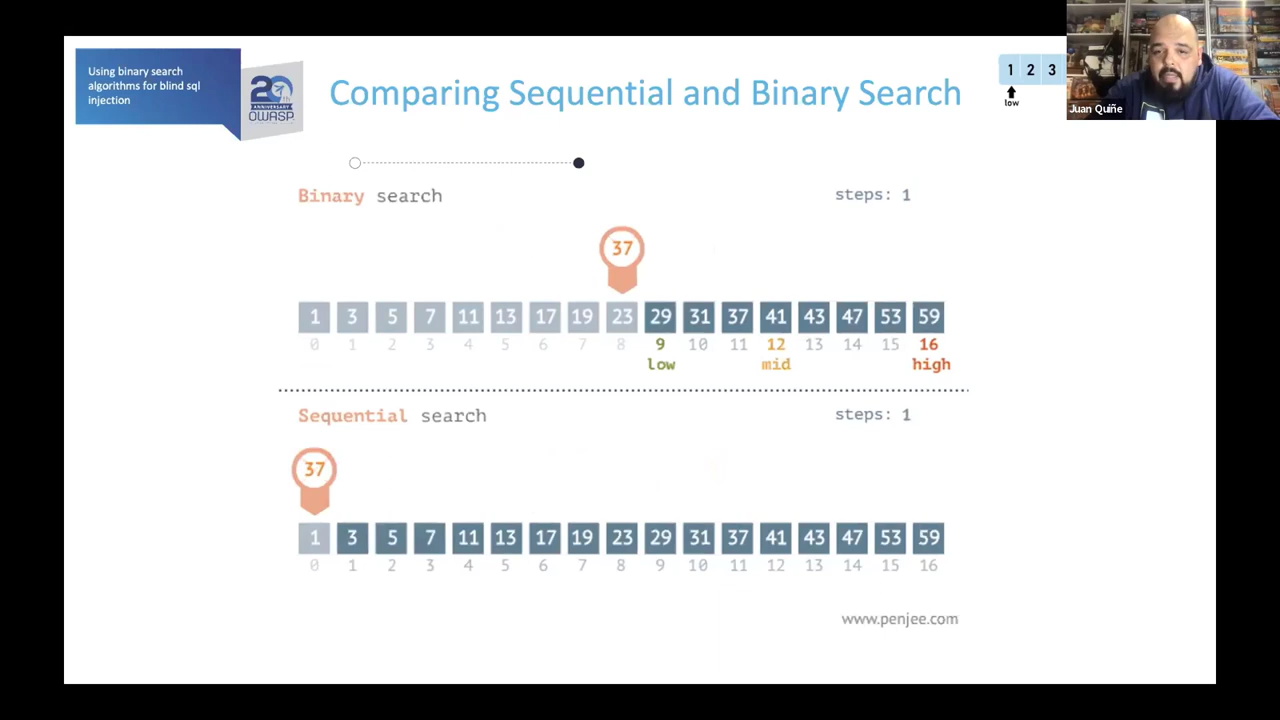 Using binary search
algorithms for blind sql
injection
20th
ANNIVERSARY
OWASP
Comparing Sequential and Binary Search
1 2 3
low
Juan Quiñe
Binary search
steps: 1
37
1 3 5 7 11 13 17 19 23 29 31 37 41 43 47 53 59
0 1 2 3 4 5 6 7 8 9 10 11 12 13 14 15 16
low mid high
Sequential search
steps: 1
37
1 3 5 7 11 13 17 19 23 29 31 37 41 43 47 53 59
0 1 2 3 4 5 6 7 8 9 10 11 12 13 14 15 16
www.penjee.com